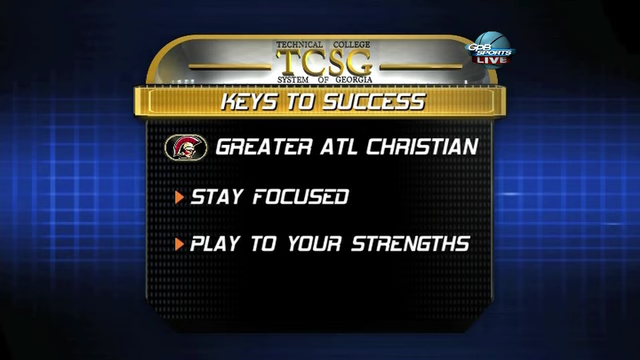 TECHNICAL COLLEGE
TCSG
SYSTEM OF GEORGIA
GPB SPORTS
LIVE
KEYS TO SUCCESS
GREATER ATL CHRISTIAN
STAY FOCUSED
PLAY TO YOUR STRENGTHS